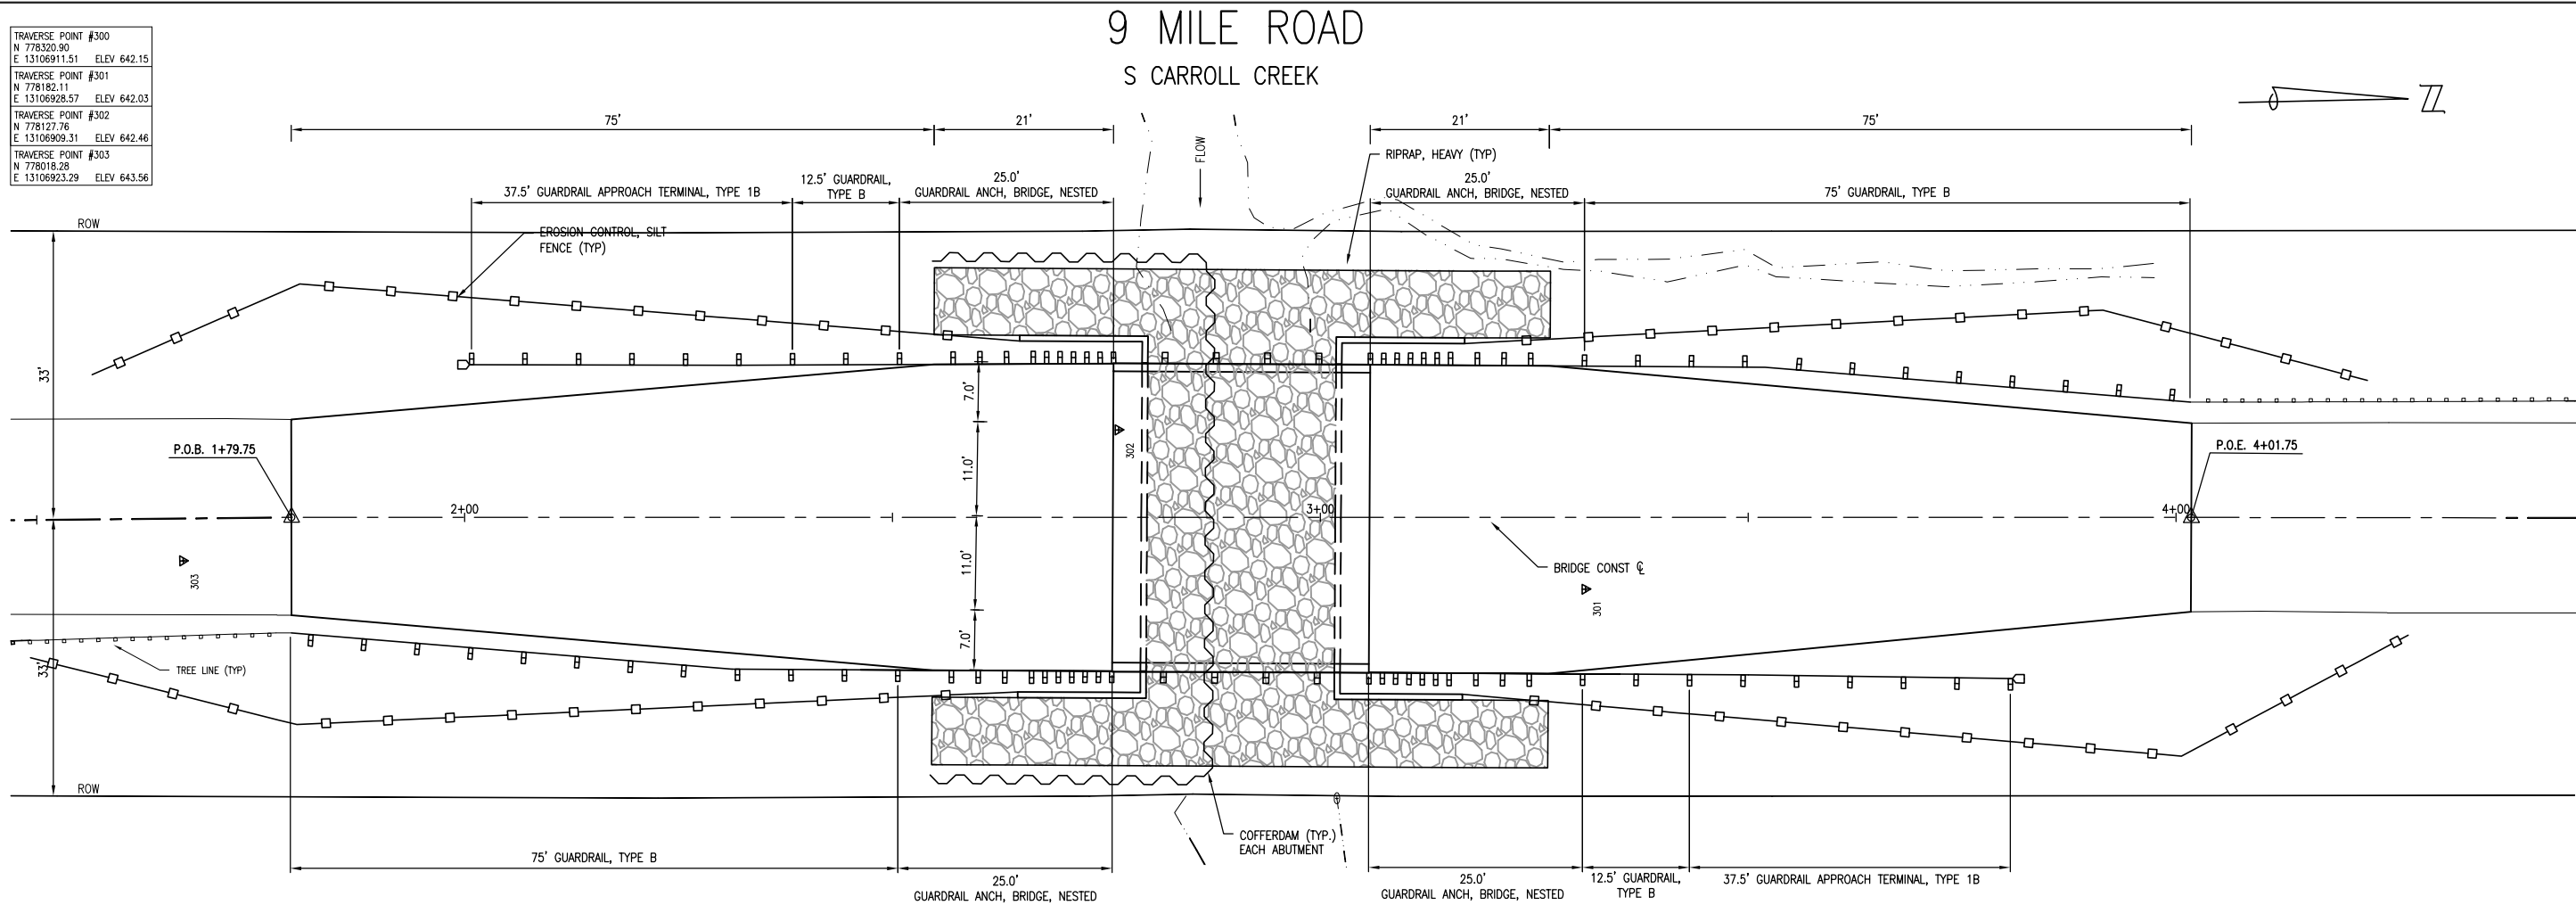 9 MILE ROAD
S CARROLL CREEK
TRAVERSE POINT #300
N 778320.90
E 13106911.51 ELEV 642.15
TRAVERSE POINT #301
N 778182.11
E 13106928.57 ELEV 642.03
TRAVERSE POINT #302
N 778127.76
E 13106909.31 ELEV 642.46
TRAVERSE POINT #303
N 778018.28
E 13106923.29 ELEV 643.56
N
75'
21'
21'
75'
FLOW
RIPRAP, HEAVY (TYP)
37.5' GUARDRAIL APPROACH TERMINAL, TYPE 1B
12.5' GUARDRAIL,
TYPE B
25.0'
GUARDRAIL ANCH, BRIDGE, NESTED
25.0'
GUARDRAIL ANCH, BRIDGE, NESTED
75' GUARDRAIL, TYPE B
ROW
EROSION CONTROL, SILT
FENCE (TYP)
33'
7.0'
11.0'
302
P.O.B. 1+79.75
P.O.E. 4+01.75
2+00
3+00
4+00
11.0'
BRIDGE CONST ℄
303
301
7.0'
33'
TREE LINE (TYP)
ROW
COFFERDAM (TYP.)
EACH ABUTMENT
75' GUARDRAIL, TYPE B
25.0'
GUARDRAIL ANCH, BRIDGE, NESTED
25.0'
GUARDRAIL ANCH, BRIDGE, NESTED
12.5' GUARDRAIL,
TYPE B
37.5' GUARDRAIL APPROACH TERMINAL, TYPE 1B